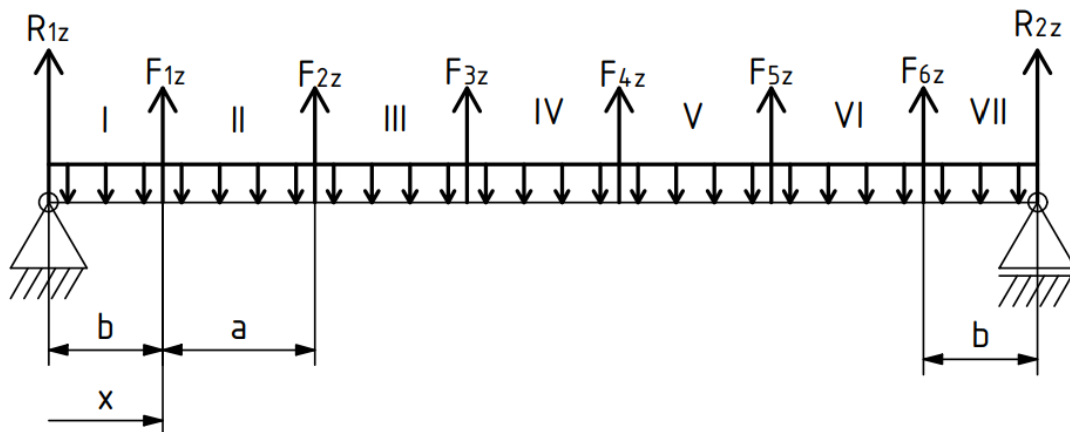 R1z R2z
F1z F2z F3z F4z F5z F6z
I II III IV V VI VII
b a b
x